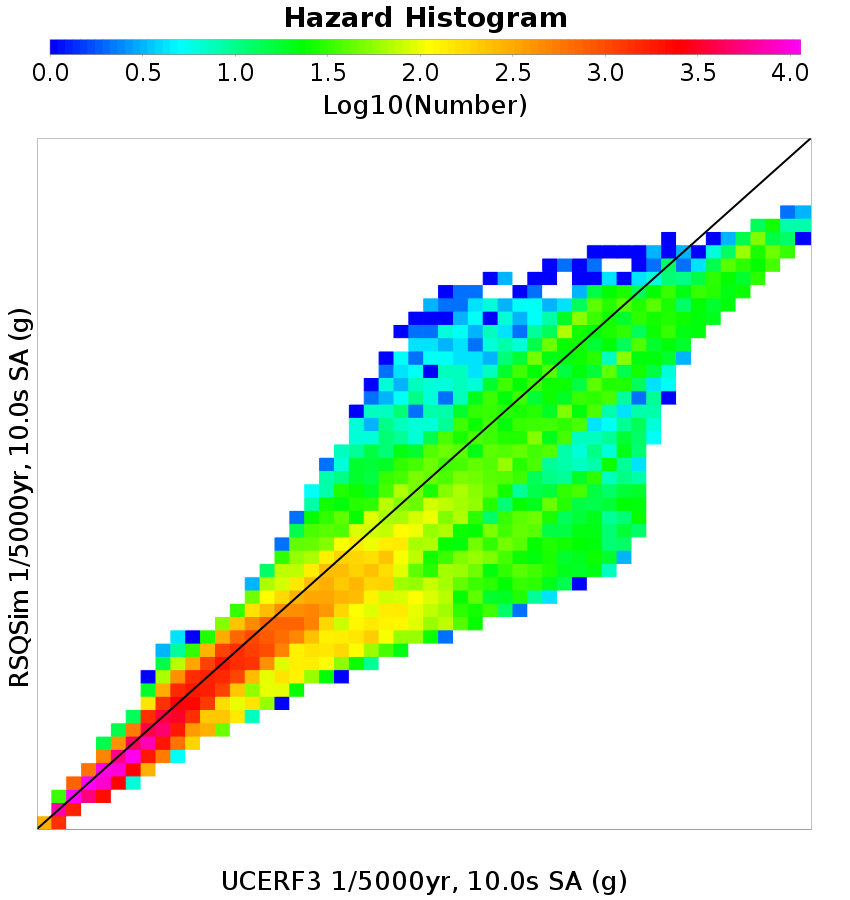 Hazard Histogram
0.0 0.5 1.0 1.5 2.0 2.5 3.0 3.5 4.0
Log10(Number)
RSQSim 1/5000yr, 10.0s SA (g)
UCERF3 1/5000yr, 10.0s SA (g)